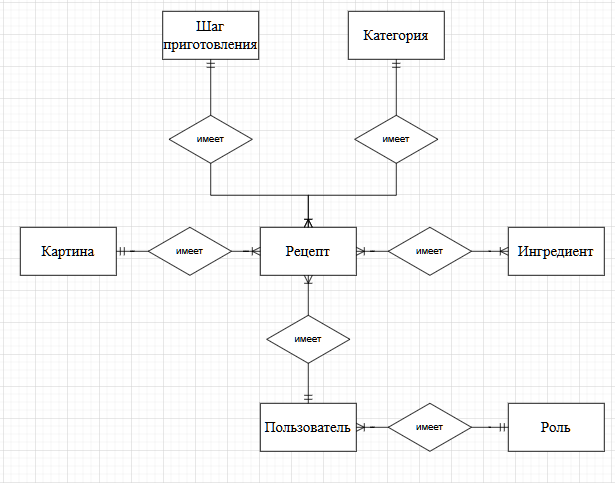 Шаг
приготовления
Категория
имеет
имеет
Картина
имеет
Рецепт
имеет
Ингредиент
имеет
Пользователь
имеет
Роль